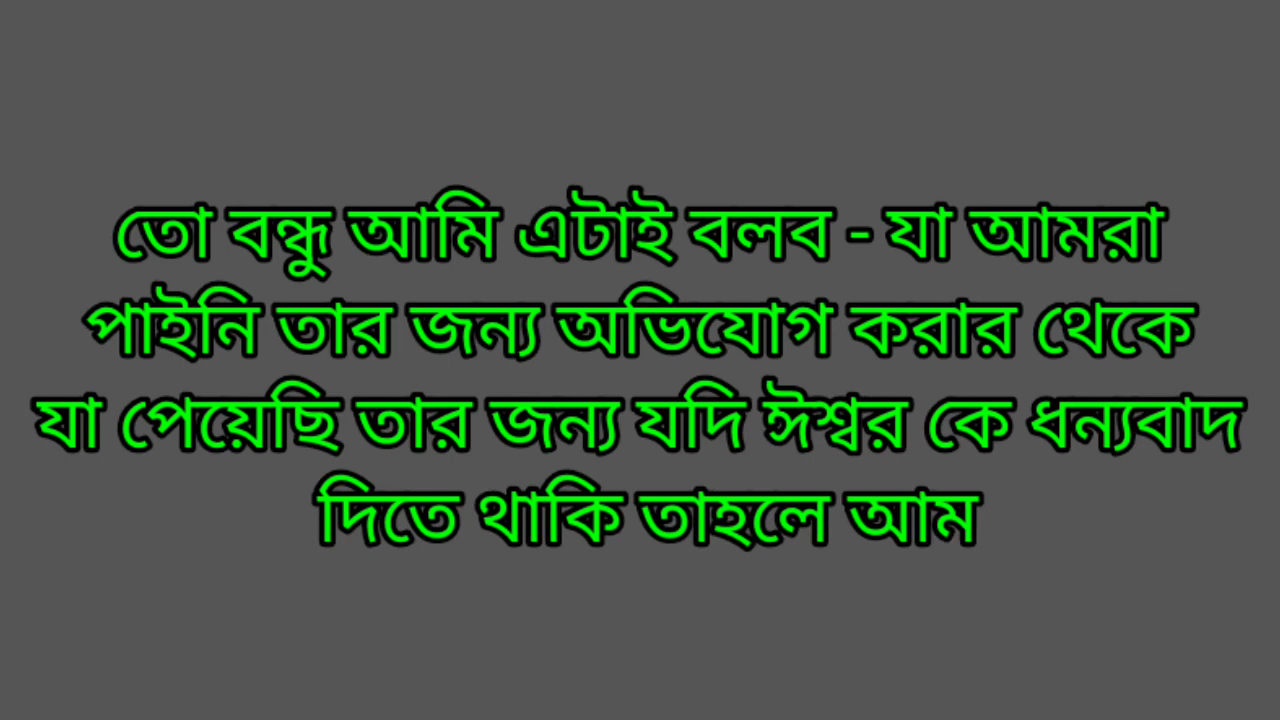 তো বন্ধু আমি এটাই বলব - যা আমরা
পাইনি তার জন্য অভিযোগ করার থেকে
যা পেয়েছি তার জন্য যদি ঈশ্বর কে ধন্যবাদ
দিতে থাকি তাহলে আম